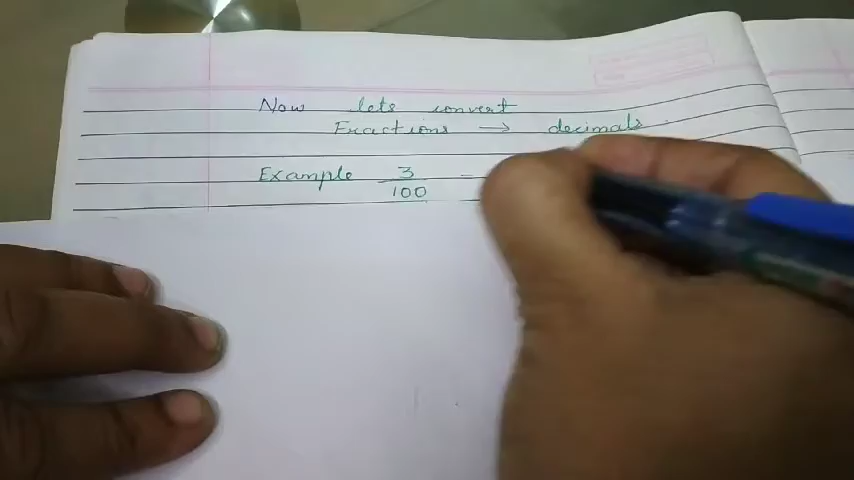 Now lets convert
Fractions → decimals
Example 3/100 =